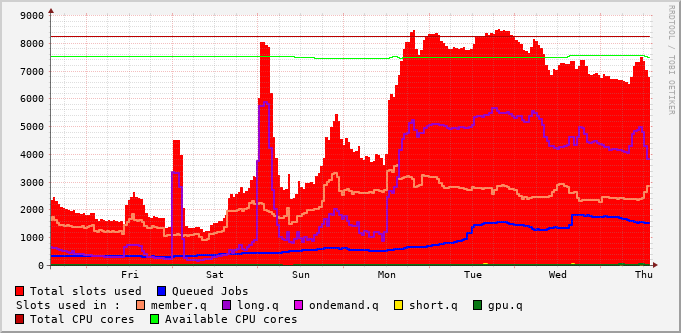 9000
8000
7000
6000
5000
4000
3000
2000
1000
0
Fri Sat Sun Mon Tue Wed Thu
RRDTOOL / TOBI OETIKER
Total slots used Queued Jobs
Slots used in : member.q long.q ondemand.q short.q gpu.q
Total CPU cores Available CPU cores